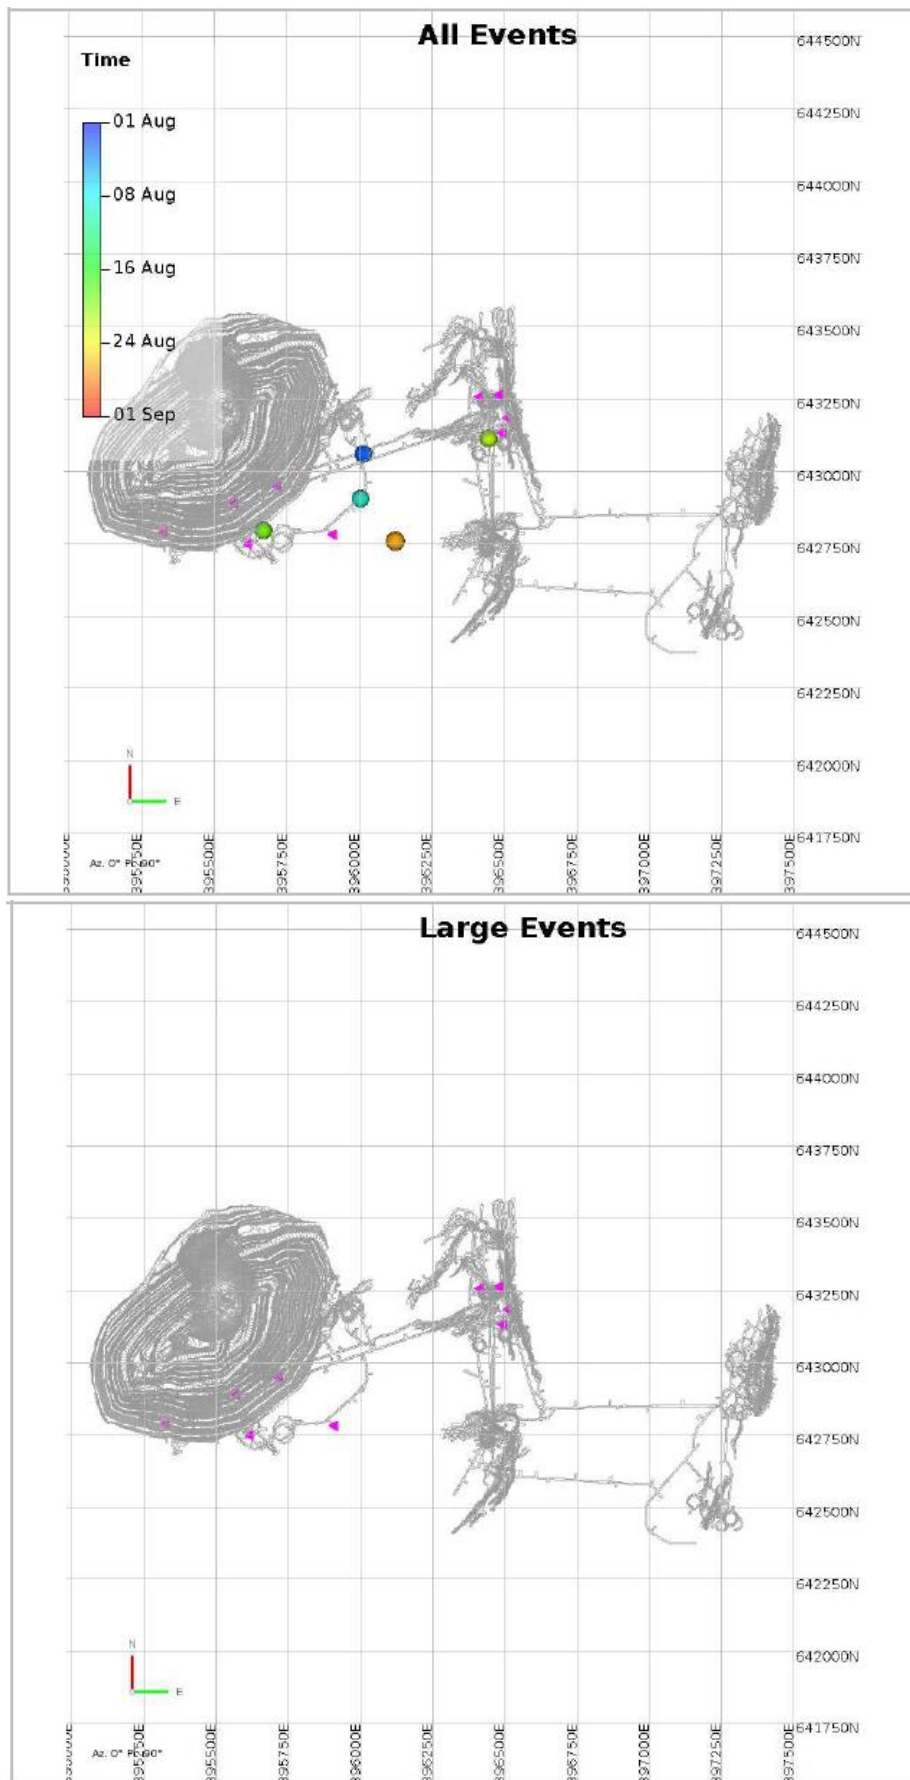 All Events
Time
01 Aug
08 Aug
16 Aug
24 Aug
01 Sep
644500N
644250N
644000N
643750N
643500N
643250N
643000N
642750N
642500N
642250N
642000N
641750N
N
E
395250E
395500E
395750E
396000E
396250E
396500E
396750E
397000E
397250E
397500E
Large Events
644500N
644250N
644000N
643750N
643500N
643250N
643000N
642750N
642500N
642250N
642000N
641750N
N
E
395500E
395750E
396000E
396250E
396500E
396750E
397000E
397250E
397500E